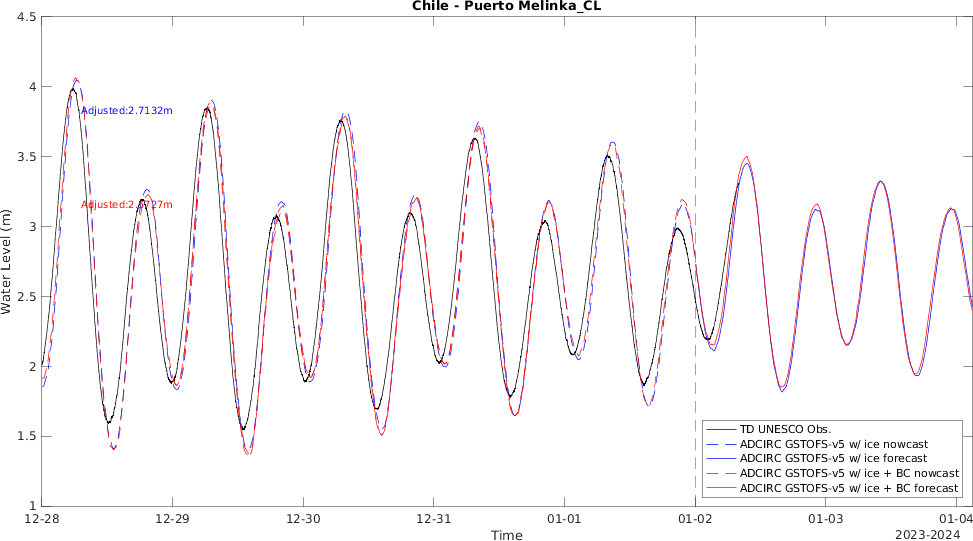 Chile - Puerto Melinka_CL
4.5
4
3.5
3
2.5
2
1.5
1
Water Level (m)
Adjusted:2.7132m
12-28
12-29
12-30
12-31
01-01
01-02
01-03
01-04
Time
2023-2024
TD UNESCO Obs.
ADCIRC GSTOFS-v5 w/ ice nowcast
ADCIRC GSTOFS-v5 w/ ice forecast
ADCIRC GSTOFS-v5 w/ ice + BC nowcast
ADCIRC GSTOFS-v5 w/ ice + BC forecast